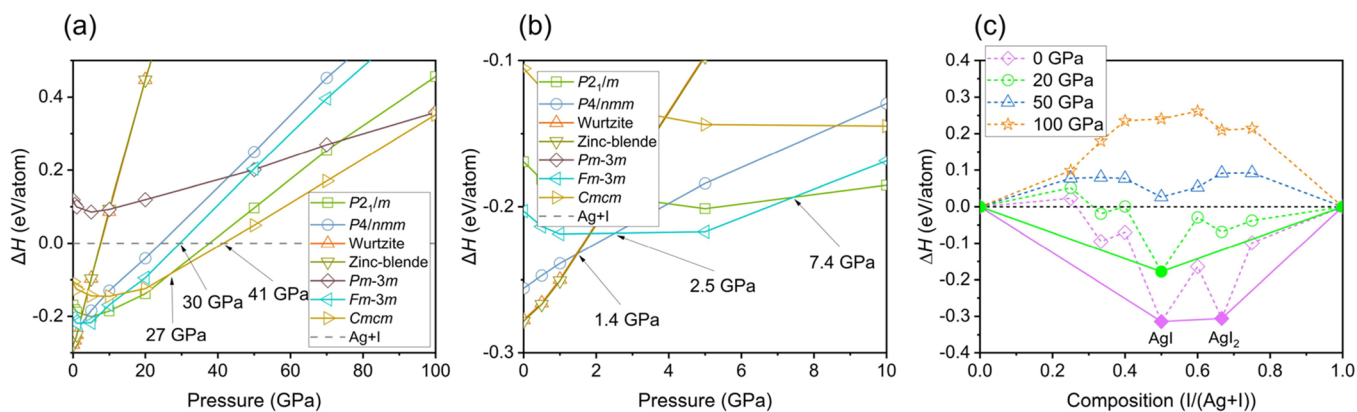 (a)
ΔH (eV/atom)
0.4
0.2
0.0
-0.2
0
20
40
60
80
100
Pressure (GPa)
27 GPa
30 GPa
41 GPa
P2₁/m
P4/nmm
Wurtzite
Zinc-blende
Pm-3m
Fm-3m
Cmcm
Ag+I
(b)
ΔH (eV/atom)
-0.1
-0.2
-0.3
0
2
4
6
8
10
Pressure (GPa)
P2₁/m
P4/nmm
Wurtzite
Zinc-blende
Pm-3m
Fm-3m
Cmcm
Ag+I
7.4 GPa
2.5 GPa
1.4 GPa
(c)
ΔH (eV/atom)
0.4
0.3
0.2
0.1
0.0
-0.1
-0.2
-0.3
-0.4
0 GPa
20 GPa
50 GPa
100 GPa
AgI
AgI₂
0.0
0.2
0.4
0.6
0.8
1.0
Composition (I/(Ag+I))